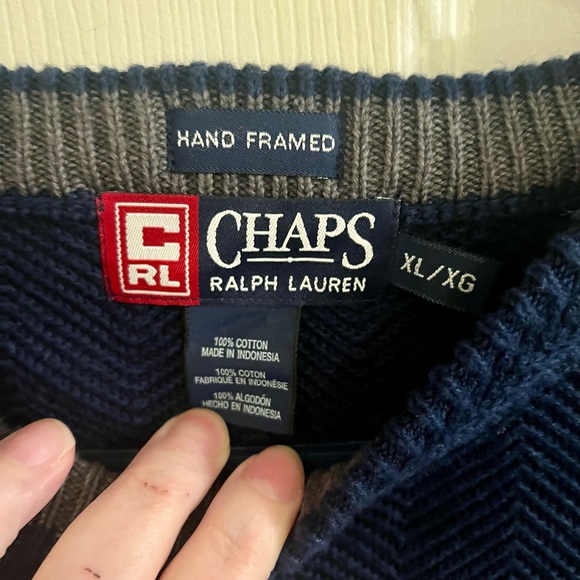 HAND FRAMED
C
RL
CHAPS
RALPH LAUREN
XL/XG
100% COTTON
MADE IN INDONESIA
100% COTON
FABRIQUÉ EN INDONÉSIE
100% ALGODÓN
HECHO EN INDONESIA